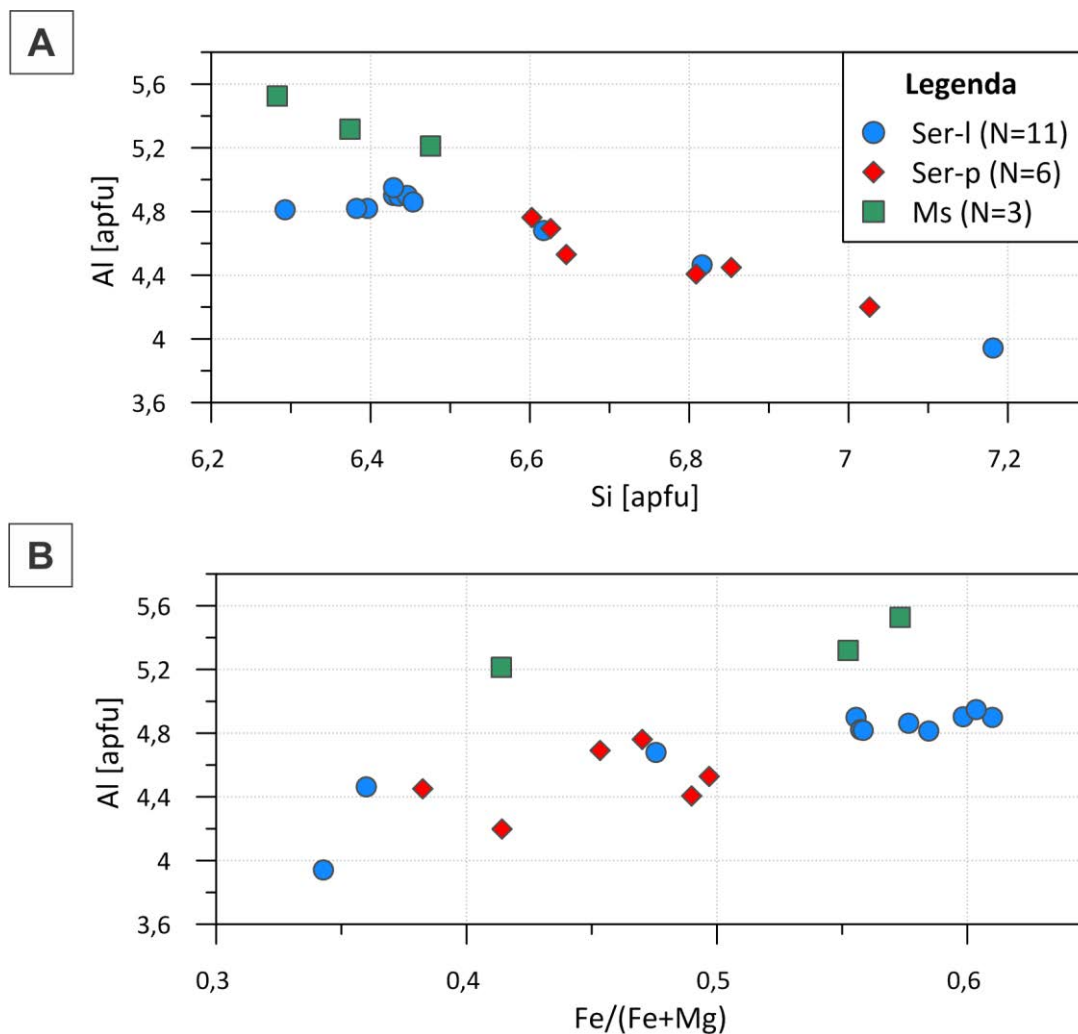 A
Al [apfu]
5,6
5,2
4,8
4,4
4
3,6
6,2 6,4 6,6 6,8 7 7,2
Si [apfu]
Legenda
Ser-l (N=11)
Ser-p (N=6)
Ms (N=3)
B
Al [apfu]
5,6
5,2
4,8
4,4
4
3,6
0,3 0,4 0,5 0,6
Fe/(Fe+Mg)